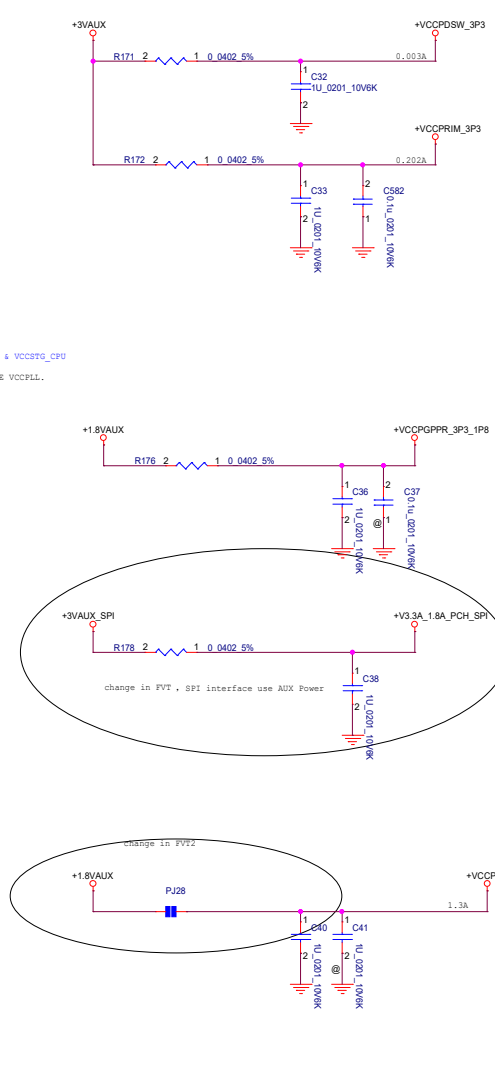 +3VAUX
+VCCPDSW_3P3
R171 2 1 0_0402_5%
0.003A
1
C32
1U_0201_10V6K
2
+VCCPRIM_3P3
R172 2 1 0_0402_5%
0.202A
1
C33
2
1U_0201_10V6K
2
C582
1
0.1u_0201_10V6K
& VCCSTG_CPU
E VCCPLL.
+1.8VAUX
+VCCPGPPR_3P3_1P8
R176 2 1 0_0402_5%
1
C36
2
1U_0201_10V6K
2
C37
@ 1
0.1u_0201_10V6K
+3VAUX_SPI
+V3.3A_1.8A_PCH_SPI
R178 2 1 0_0402_5%
1
C38
2
1U_0201_10V6K
change in FVT . SPI interface use AUX Power
change in FVT2
+1.8VAUX
+VCCP
PJ28
1.3A
1
C40
2
1U_0201_10V6K
1
C41
2
@
1U_0201_10V6K